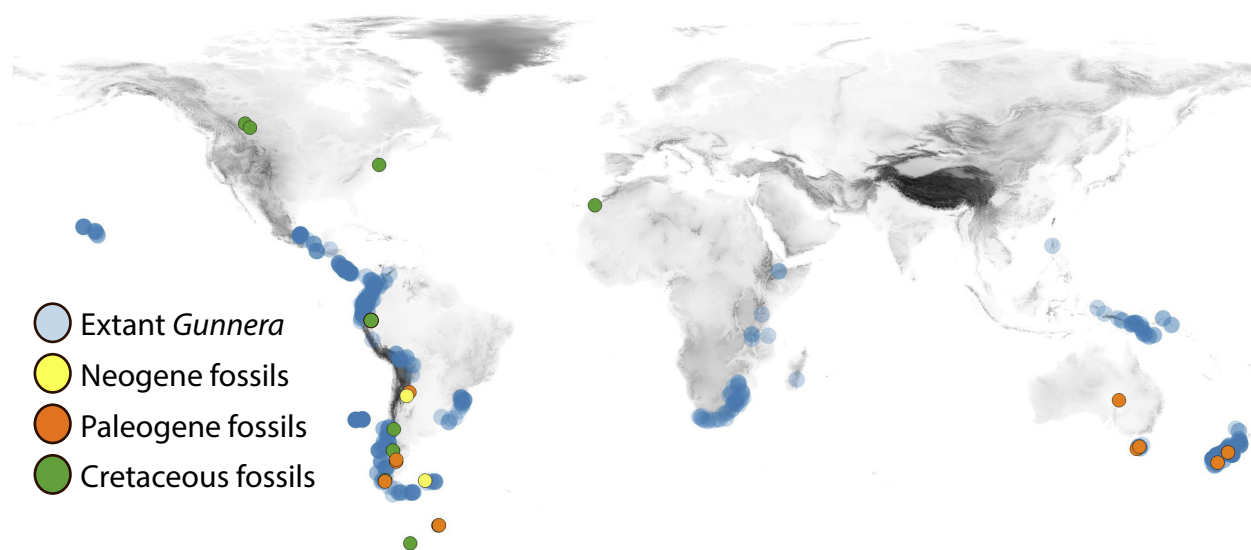 Extant Gunnera
Neogene fossils
Paleogene fossils
Cretaceous fossils